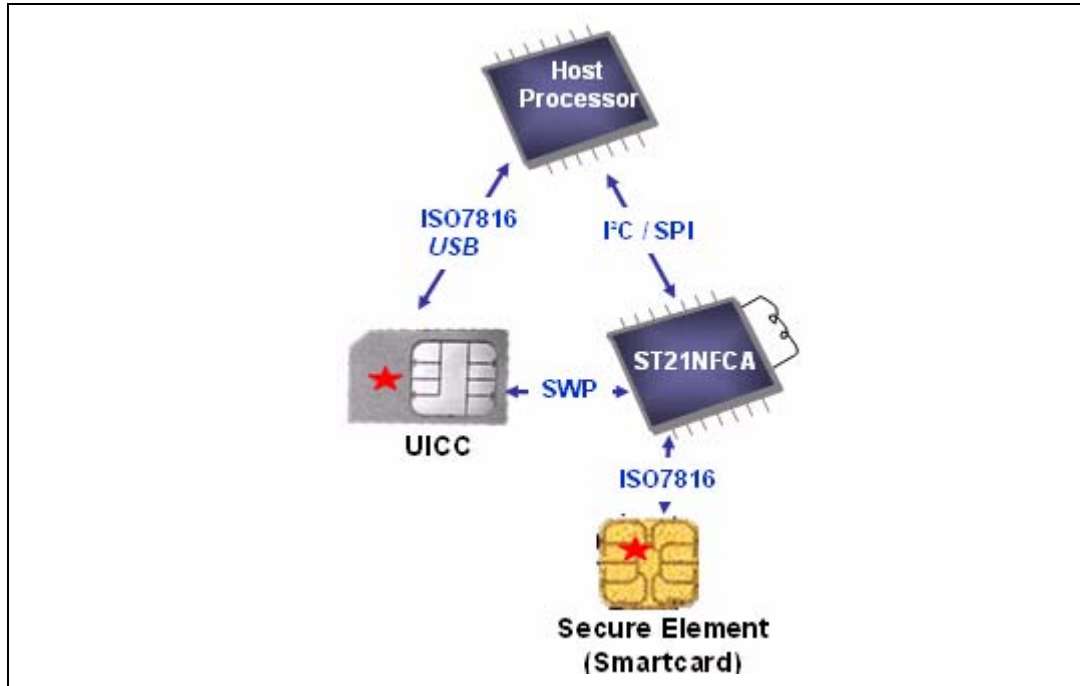 Host
Processor
ISO7816
USB
I²C / SPI
ST21NFCA
SWP
UICC
ISO7816
Secure Element
(Smartcard)